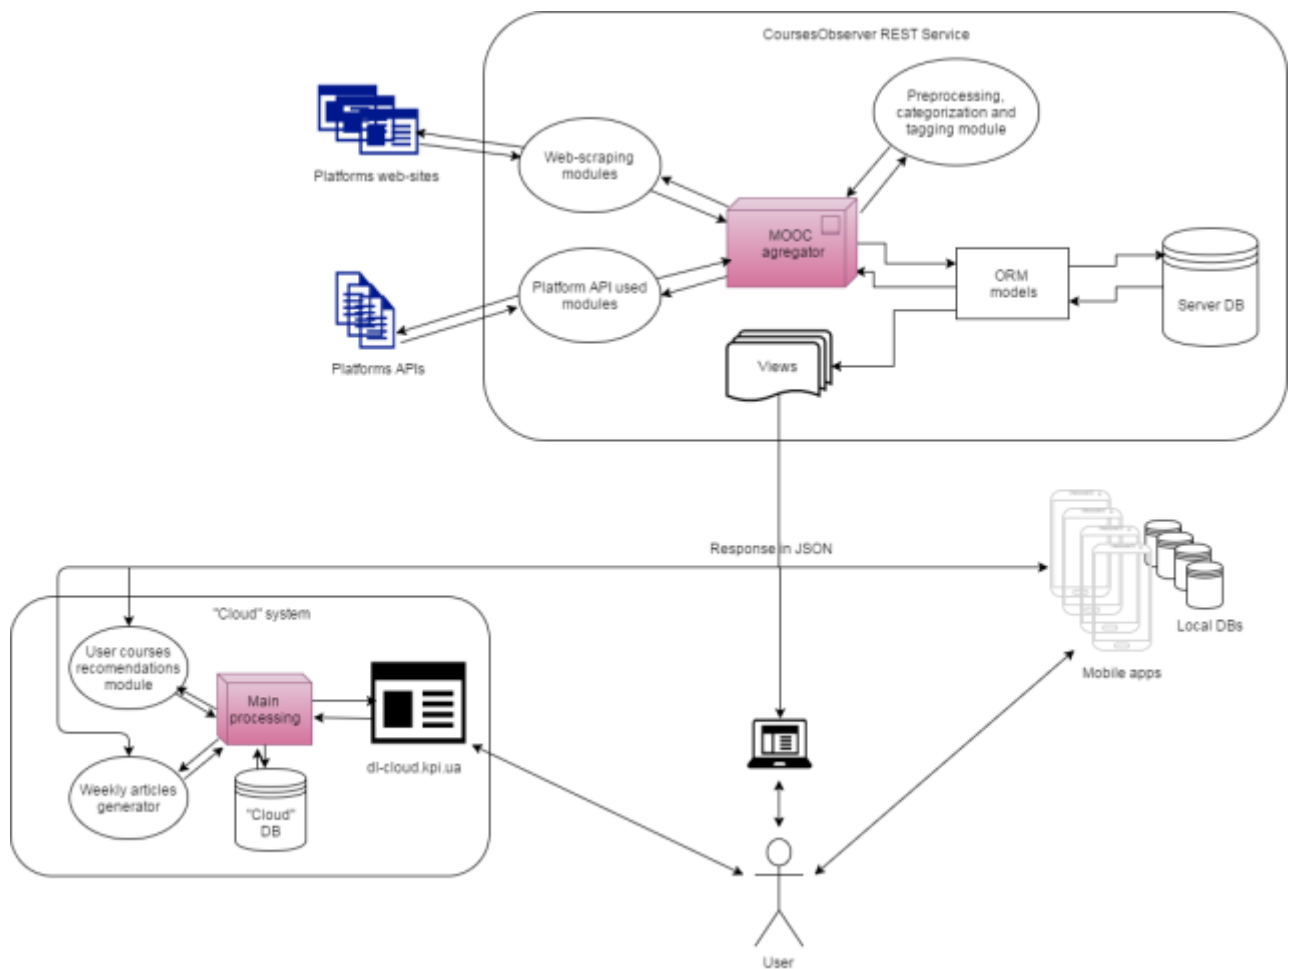 CoursesObserver REST Service
Preprocessing,
categorization and
tagging module
Web-scraping
modules
Platforms web-sites
MOOC
agregator
Platform API used
modules
ORM
models
Server DB
Platforms APIs
Views
Response in JSON
"Cloud" system
Local DBs
Mobile apps
User courses
recomendations
module
Main
processing
dl-cloud.kpi.ua
Weekly articles
generator
"Cloud"
DB
User